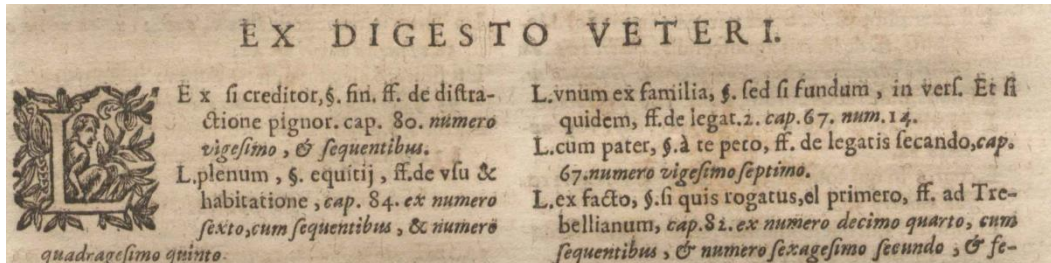 EX DIGESTO VETERI.
LEx si creditor, §. fin. ff. de distra-
ctione pignor. cap. 80. numero
vigesimo, & sequentibus.
L.plenum, §. equitij, ff. de vsu &
habitatione, cap. 84. ex numero
sexto, cum sequentibus, & numero
quadragesimo quinto.
L.vnum ex familia, §. sed si fundum, in vers. Et si
quidem, ff. de legat. 2. cap. 67. num. 14.
L.cum pater, §. à te peto, ff. de legatis secando, cap.
67. numero vigesimo septimo.
L.ex facto, §. si quis rogatus, el primero, ff. ad Tre-
bellianum, cap. 82. ex numero decimo quarto, cum
sequentibus, & numero sexagesimo secundo, & se-